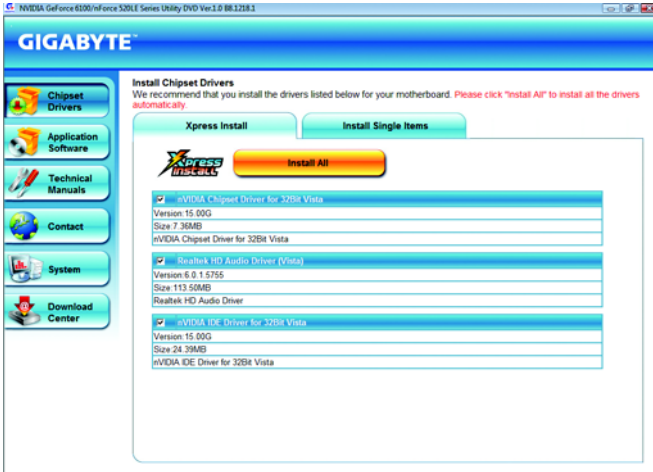 NVIDIA GeForce 6100/nForce 520LE Series Utility DVD Ver.1.0 B8.1218.1
GIGABYTE™
Chipset
Drivers
Application
Software
Technical
Manuals
Contact
System
Download
Center
Install Chipset Drivers
We recommend that you install the drivers listed below for your motherboard. Please click "Install All" to install all the drivers
automatically.
Xpress Install
Install Single Items
Xpress
INSTALL
Install All
nVIDIA Chipset Driver for 32Bit Vista
Version:15.00G
Size:7.36MB
nVIDIA Chipset Driver for 32Bit Vista
Realtek HD Audio Driver (Vista)
Version:6.0.1.5755
Size:113.50MB
Realtek HD Audio Driver
nVIDIA IDE Driver for 32Bit Vista
Version:15.00G
Size:24.39MB
nVIDIA IDE Driver for 32Bit Vista